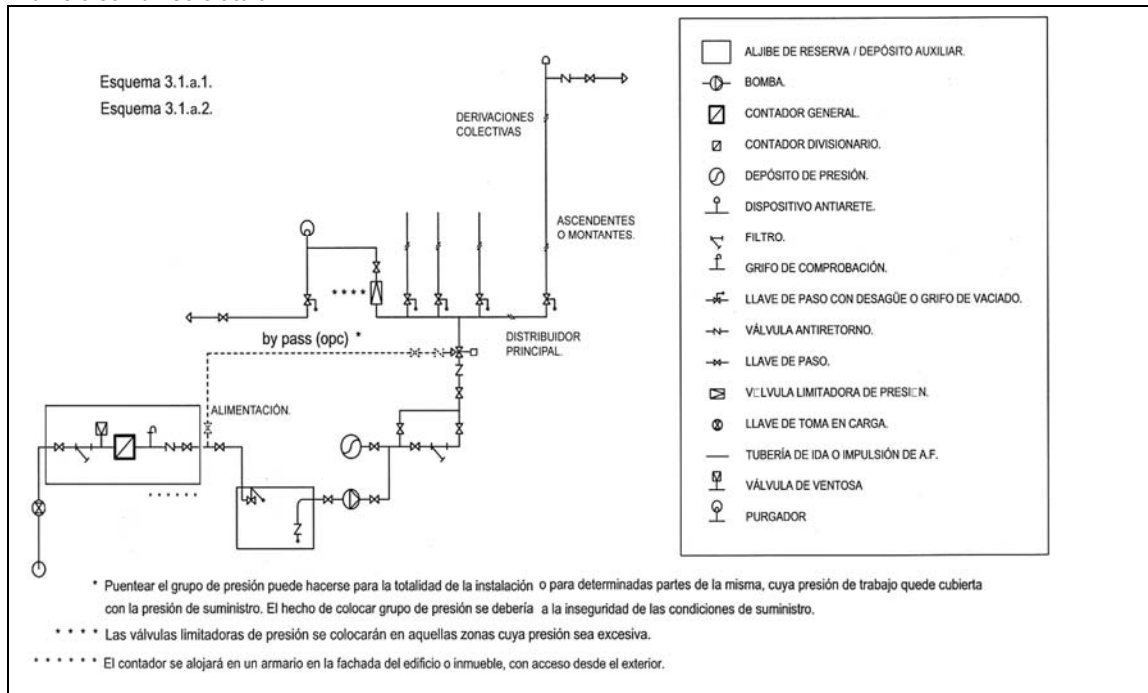 Esquema 3.1.a.1.
Esquema 3.1.a.2.
DERIVACIONES
COLECTIVAS
ASCENDENTES
O MONTANTES.
* * * *
DISTRIBUIDOR
PRINCIPAL.
by pass (opc) *
ALIMENTACIÓN.
* * * * * *
ALJIBE DE RESERVA / DEPÓSITO AUXILIAR.
BOMBA.
CONTADOR GENERAL.
CONTADOR DIVISIONARIO.
DEPÓSITO DE PRESIÓN.
DISPOSITIVO ANTIARETE.
FILTRO.
GRIFO DE COMPROBACIÓN.
LLAVE DE PASO CON DESAGÜE O GRIFO DE VACIADO.
VÁLVULA ANTIRETORNO.
LLAVE DE PASO.
V□LVULA LIMITADORA DE PRESI□N.
LLAVE DE TOMA EN CARGA.
TUBERÍA DE IDA O IMPULSIÓN DE A.F.
VÁLVULA DE VENTOSA
PURGADOR
* Puentear el grupo de presión puede hacerse para la totalidad de la instalación o para determinadas partes de la misma, cuya presión de trabajo quede cubierta
con la presión de suministro. El hecho de colocar grupo de presión se debería a la inseguridad de las condiciones de suministro.
* * * * Las válvulas limitadoras de presión se colocarán en aquellas zonas cuya presión sea excesiva.
* * * * * * El contador se alojará en un armario en la fachada del edificio o inmueble, con acceso desde el exterior.